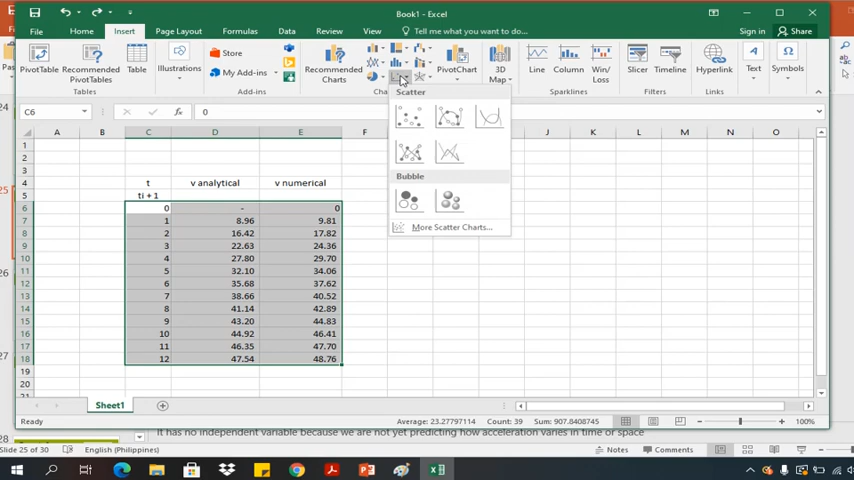 Book1 - Excel
Sign in
Share
File
Home
Insert
Page Layout
Formulas
Data
Review
View
Tell me what you want to do...
PivotTable
Recommended
PivotTables
Table
Tables
Illustrations
Store
My Add-ins
Add-ins
Recommended
Charts
PivotChart
3D
Map
Line
Column
Win/
Loss
Sparklines
Slicer
Timeline
Filters
Hyperlink
Links
Text
Symbols
C6
fx
0
Scatter
Bubble
More Scatter Charts...
A B C D E F J K L M N O
1
2
3
4 t v analytical v numerical
5 ti + 1
6 0 - 0
7 1 8.96 9.81
8 2 16.42 17.82
9 3 22.63 24.36
10 4 27.80 29.70
11 5 32.10 34.06
12 6 35.68 37.62
13 7 38.66 40.52
14 8 41.14 42.89
15 9 43.20 44.83
16 10 44.92 46.41
17 11 46.35 47.70
18 12 47.54 48.76
19
20
21
Sheet1
Ready
Average: 23.27797114 Count: 39 Sum: 907.8408745
100%
24
25
26
27
28
It has no independent variable because we are not yet predicting how acceleration varies in time or space
Slide 25 of 30
English (Philippines)
Notes
Comments